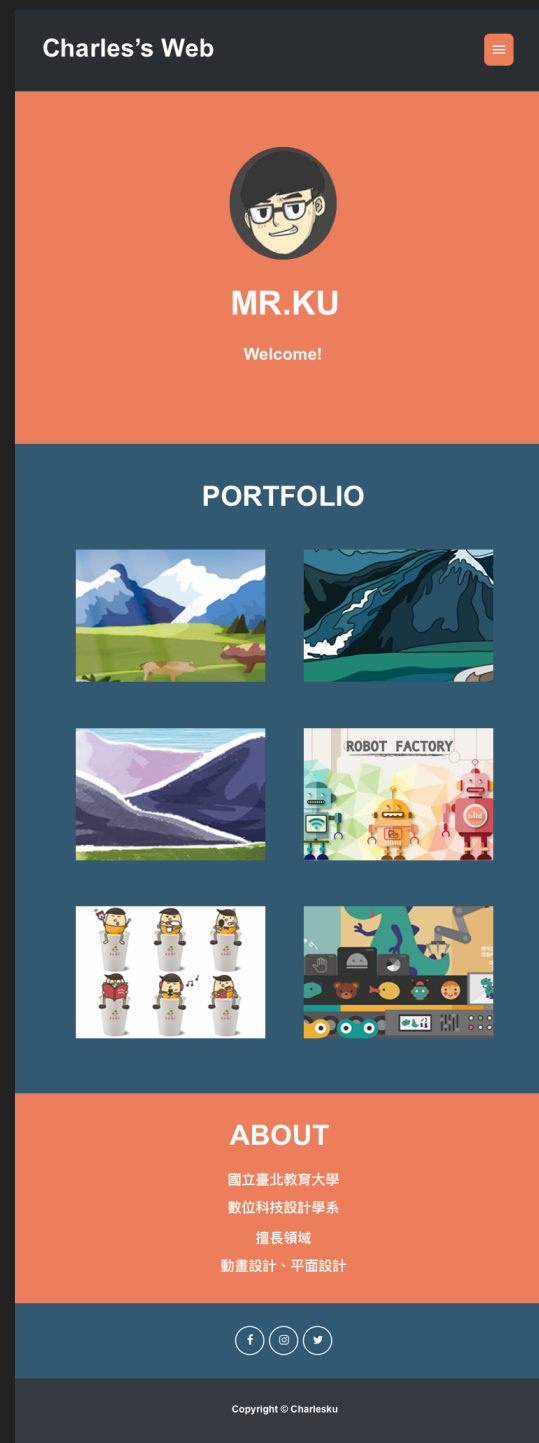 Charles's Web
MR.KU
Welcome!
PORTFOLIO
ROBOT FACTORY
ABOUT
國立臺北教育大學
數位科技設計學系
擅長領域
動畫設計、平面設計
Copyright © Charlesku